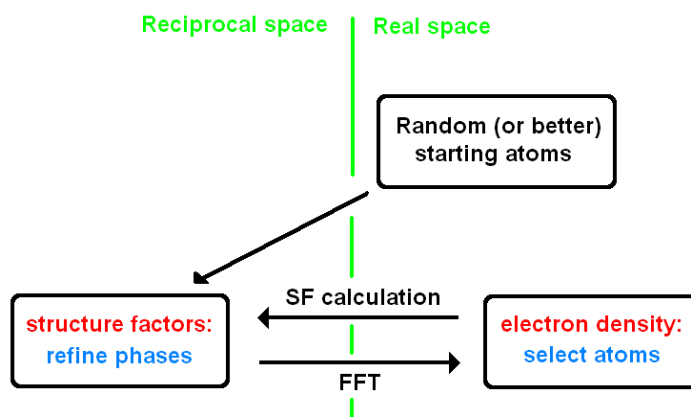 Reciprocal space
Real space
Random (or better)
starting atoms
SF calculation
structure factors:
refine phases
electron density:
select atoms
FFT